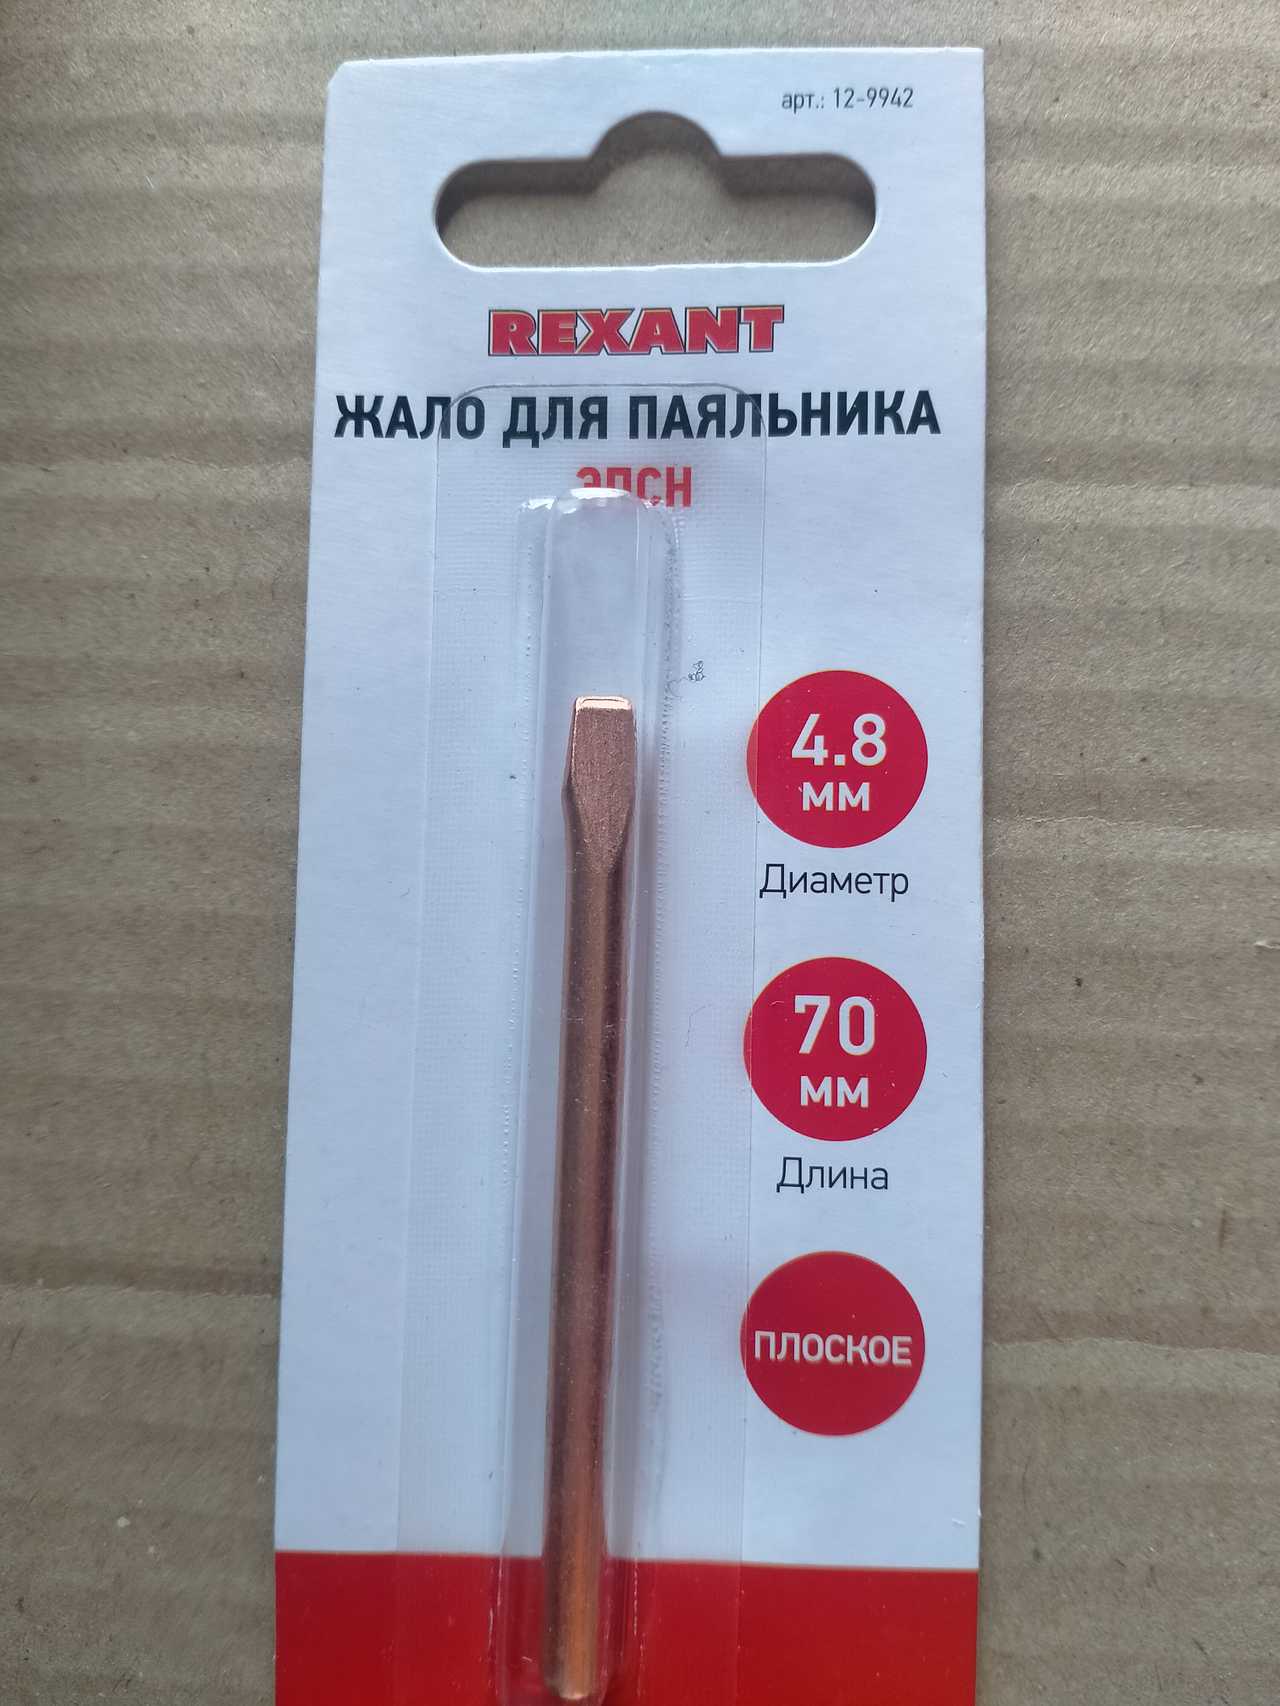 арт.: 12-9942
REXANT
ЖАЛО ДЛЯ ПАЯЛЬНИКА
ЭПСН
4.8
мм
Диаметр
70
мм
Длина
ПЛОСКОЕ